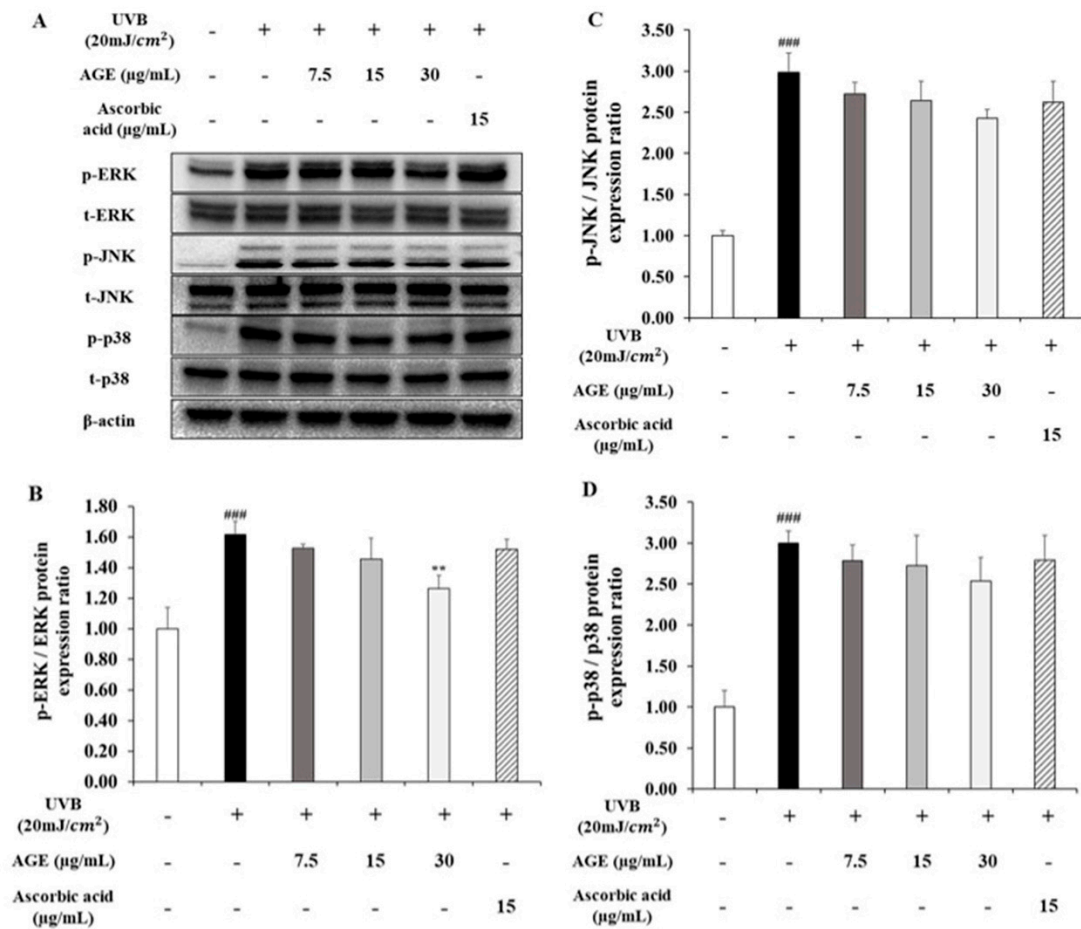 A
UVB
(20mJ/cm²) - + + + + +
AGE (μg/mL) - - 7.5 15 30 -
Ascorbic
acid (μg/mL) - - - - - 15
p-ERK
t-ERK
p-JNK
t-JNK
p-p38
t-p38
β-actin
B
p-ERK / ERK protein
expression ratio
1.80
1.60
1.40
1.20
1.00
0.80
0.60
0.40
0.20
0.00
###
**
UVB
(20mJ/cm²) - + + + + +
AGE (μg/mL) - - 7.5 15 30 -
Ascorbic acid
(μg/mL) - - - - - 15
C
p-JNK / JNK protein
expression ratio
3.50
3.00
2.50
2.00
1.50
1.00
0.50
0.00
###
UVB
(20mJ/cm²) - + + + + +
AGE (μg/mL) - - 7.5 15 30 -
Ascorbic acid
(μg/mL) - - - - - 15
D
p-p38 / p38 protein
expression ratio
3.50
3.00
2.50
2.00
1.50
1.00
0.50
0.00
###
UVB
(20mJ/cm²) - + + + + +
AGE (μg/mL) - - 7.5 15 30 -
Ascorbic acid
(μg/mL) - - - - - 15